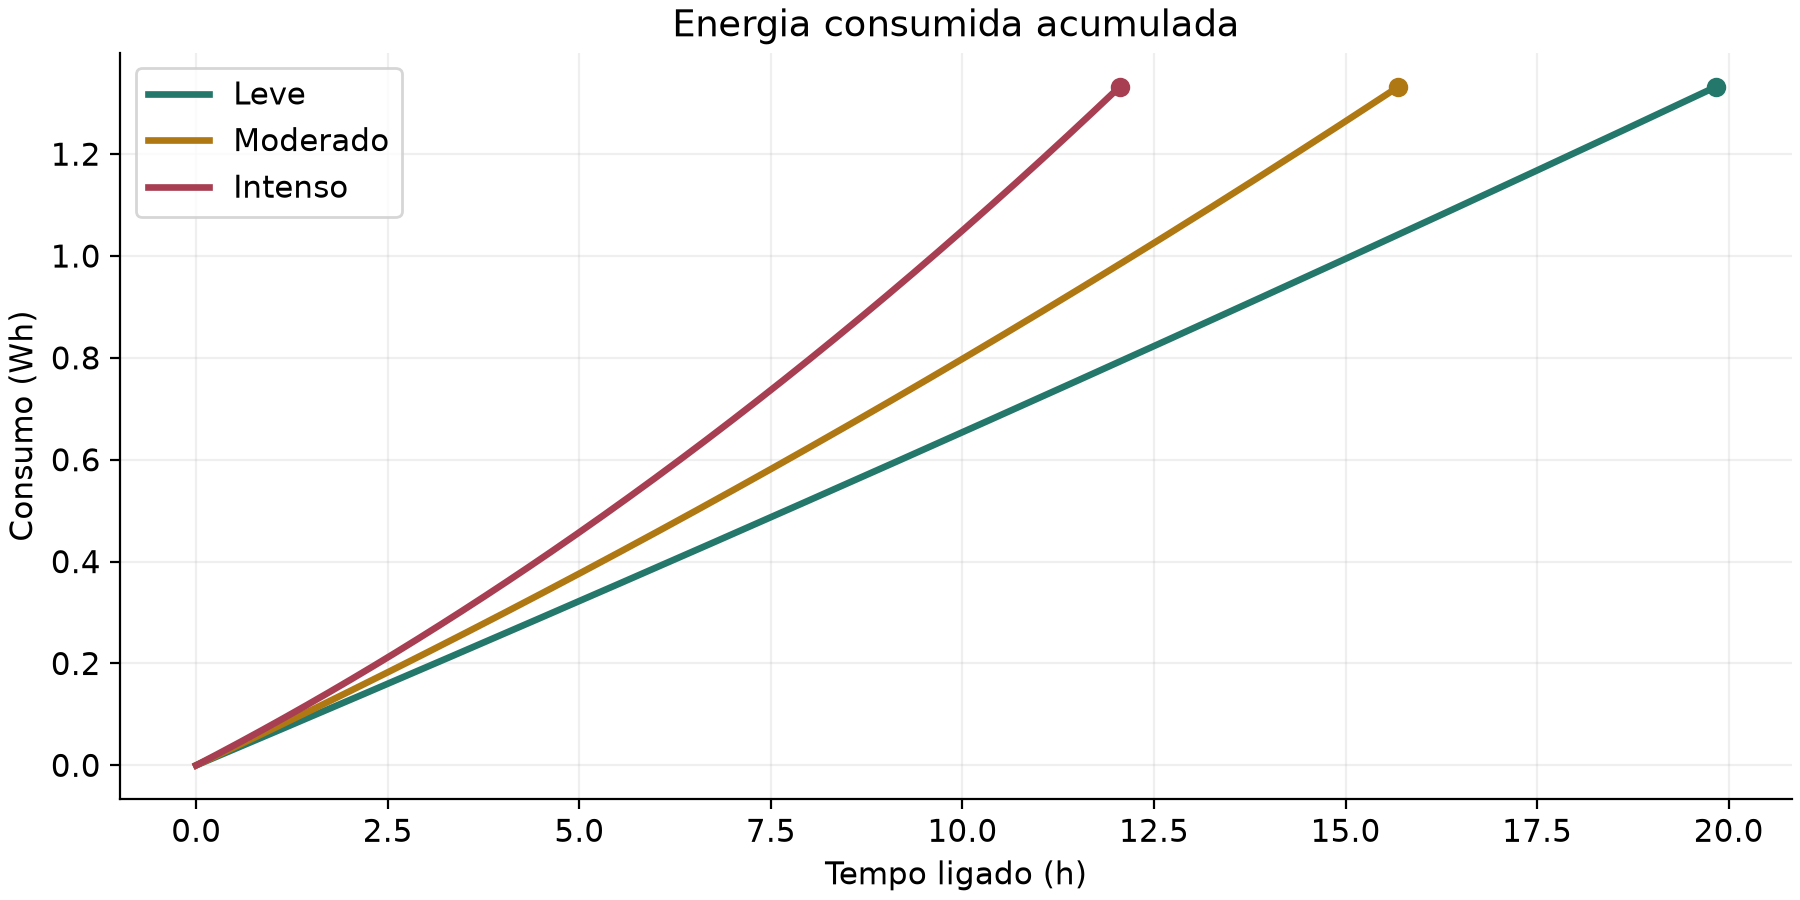 Energia consumida acumulada
Leve
Moderado
Intenso
Consumo (Wh)
1.2
1.0
0.8
0.6
0.4
0.2
0.0
0.0 2.5 5.0 7.5 10.0 12.5 15.0 17.5 20.0
Tempo ligado (h)